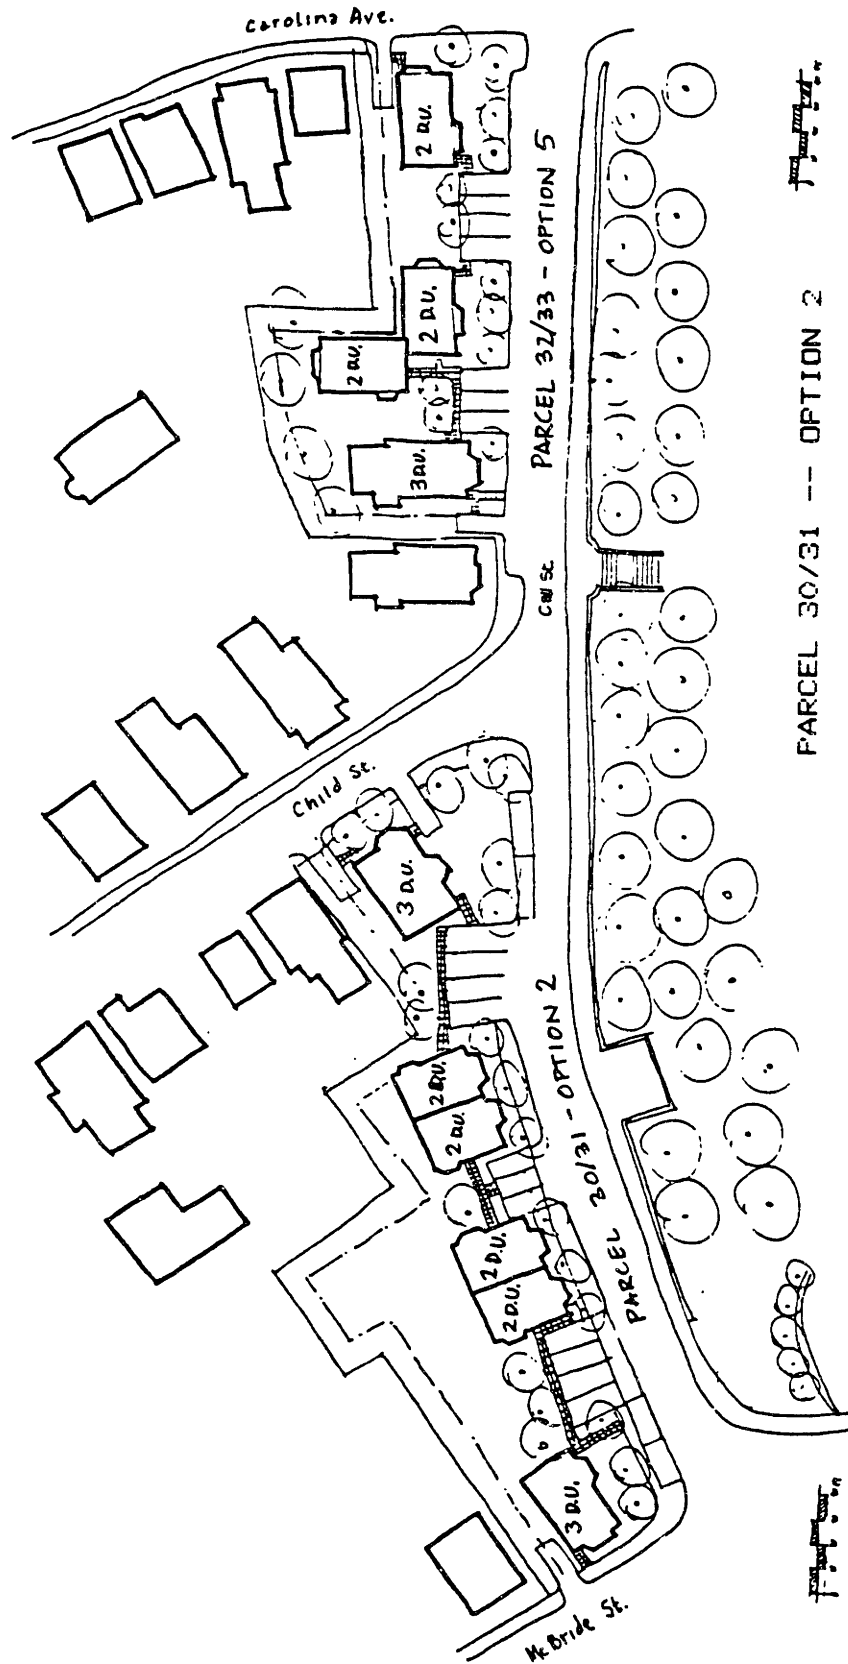 Carolina Ave.
2 D.U.
2 D.U.
2 D.U.
3 D.U.
PARCEL 32/33 - OPTION 5
Child St.
3 D.U.
2 D.U.
2 D.U.
2 D.U.
2 D.U.
3 D.U.
PARCEL 30/31 - OPTION 2
McBride St.
PARCEL 30/31 -- OPTION 2